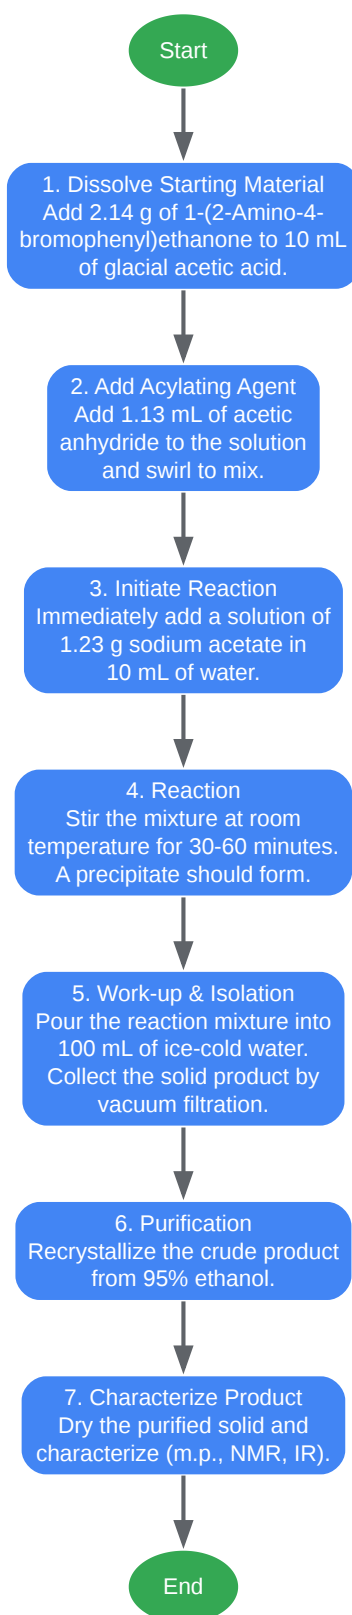 Start
1. Dissolve Starting Material
Add 2.14 g of 1-(2-Amino-4-
bromophenyl)ethanone to 10 mL
of glacial acetic acid.
2. Add Acylating Agent
Add 1.13 mL of acetic
anhydride to the solution
and swirl to mix.
3. Initiate Reaction
Immediately add a solution of
1.23 g sodium acetate in
10 mL of water.
4. Reaction
Stir the mixture at room
temperature for 30-60 minutes.
A precipitate should form.
5. Work-up & Isolation
Pour the reaction mixture into
100 mL of ice-cold water.
Collect the solid product by
vacuum filtration.
6. Purification
Recrystallize the crude product
from 95% ethanol.
7. Characterize Product
Dry the purified solid and
characterize (m.p., NMR, IR).
End